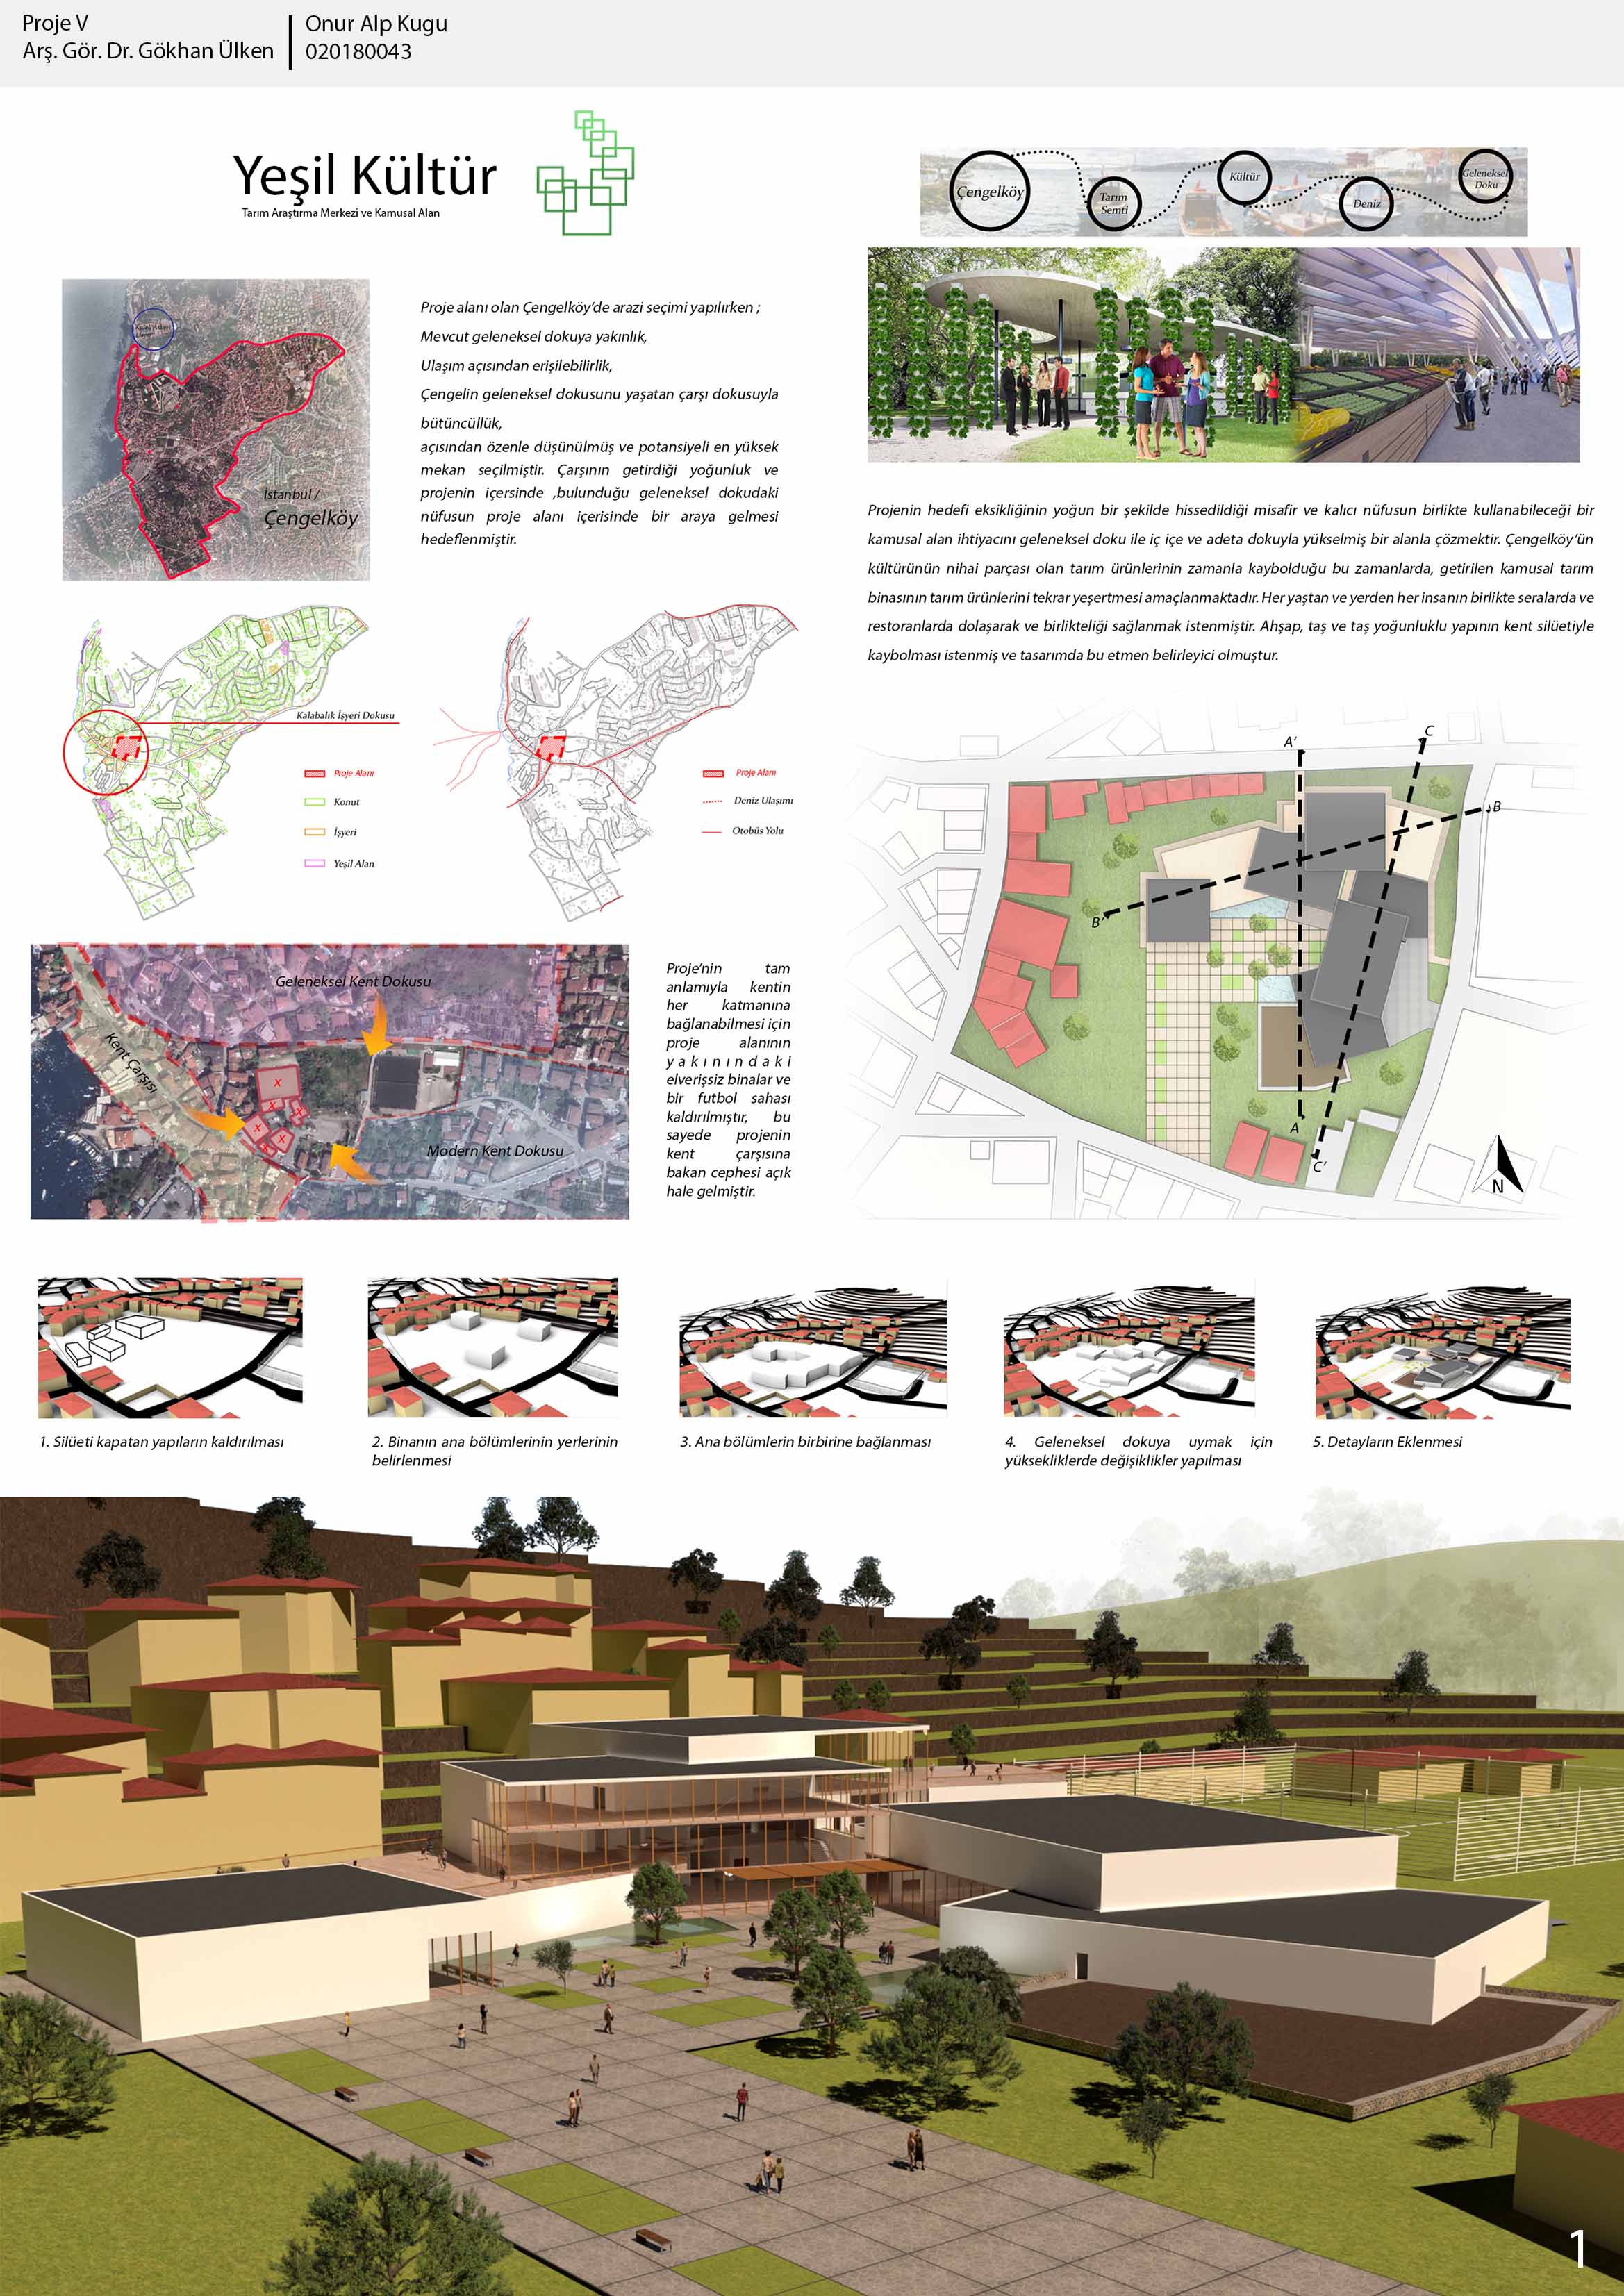 Proje V
Arş. Gör. Dr. Gökhan Ülken
Onur Alp Kugu
020180043
Yeşil Kültür
Tarım Araştırma Merkezi ve Kamusal Alan
Çengelköy
Tarım
Semti
Kültür
Deniz
Geleneksel
Doku
İstanbul /
Çengelköy
Proje alanı olan Çengelköy'de arazi seçimi yapılırken ;
Mevcut geleneksel dokuya yakınlık,
Ulaşım açısından erişilebilirlik,
Çengelin geleneksel dokusunu yaşatan çarşı dokusuyla
bütüncüllük,
açısından özenle düşünülmüş ve potansiyeli en yüksek
mekan seçilmiştir. Çarşının getirdiği yoğunluk ve
projenin içersinde ,bulunduğu geleneksel dokudaki
nüfusun proje alanı içerisinde bir araya gelmesi
hedeflenmiştir.
Projenin hedefi eksikliğinin yoğun bir şekilde hissedildiği misafir ve kalıcı nüfusun birlikte kullanabileceği bir
kamusal alan ihtiyacını geleneksel doku ile iç içe ve adeta dokuyla yükselmiş bir alanla çözmektir. Çengelköy'ün
kültürünün nihai parçası olan tarım ürünlerinin zamanla kaybolduğu bu zamanlarda, getirilen kamusal tarım
binasının tarım ürünlerini tekrar yeşertmesi amaçlanmaktadır. Her yaştan ve yerden her insanın birlikte seralarda ve
restoranlarda dolaşarak ve birlikteliği sağlanmak istenmiştir. Ahşap, taş ve taş yoğunluklu yapının kent silüetiyle
kaybolması istenmiş ve tasarımda bu etmen belirleyici olmuştur.
Kalabalık İşyeri Dokusu
Proje Alanı
Konut
İşyeri
Yeşil Alan
Proje Alanı
Deniz Ulaşımı
Otobüs Yolu
A'
C
B
B'
A
C'
N
Geleneksel Kent Dokusu
Kent Çarşısı
Modern Kent Dokusu
X
X
X
X
X
Proje'nin tam
anlamıyla kentin
her katmanına
bağlanabilmesi için
proje alanının
yakınındaki
elverişsiz binalar ve
bir futbol sahası
kaldırılmıştır, bu
sayede projenin
kent çarşısına
bakan cephesi açık
hale gelmiştir.
1. Silüeti kapatan yapıların kaldırılması
2. Binanın ana bölümlerinin yerlerinin
belirlenmesi
3. Ana bölümlerin birbirine bağlanması
4. Geleneksel dokuya uymak için
yüksekliklerde değişiklikler yapılması
5. Detayların Eklenmesi
1